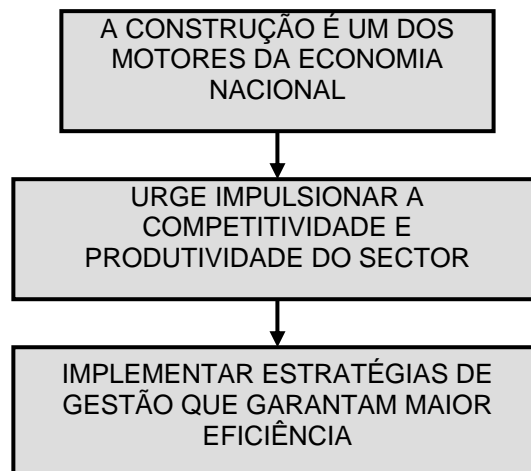 A CONSTRUÇÃO É UM DOS
MOTORES DA ECONOMIA
NACIONAL
URGE IMPULSIONAR A
COMPETITIVIDADE E
PRODUTIVIDADE DO SECTOR
IMPLEMENTAR ESTRATÉGIAS DE
GESTÃO QUE GARANTAM MAIOR
EFICIÊNCIA